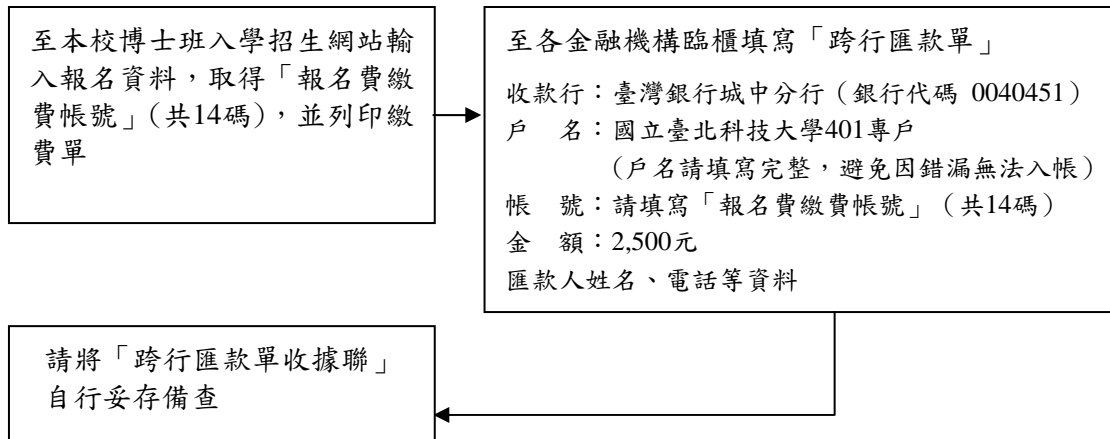 至本校博士班入學招生網站輸
入報名資料，取得「報名費繳
費帳號」（共14碼），並列印繳
費單
至各金融機構臨櫃填寫「跨行匯款單」
收款行：臺灣銀行城中分行（銀行代碼 0040451）
戶　名：國立臺北科技大學401專戶
（戶名請填寫完整，避免因錯漏無法入帳）
帳　號：請填寫「報名費繳費帳號」（共14碼）
金　額：2,500元
匯款人姓名、電話等資料
請將「跨行匯款單收據聯」
自行妥存備查